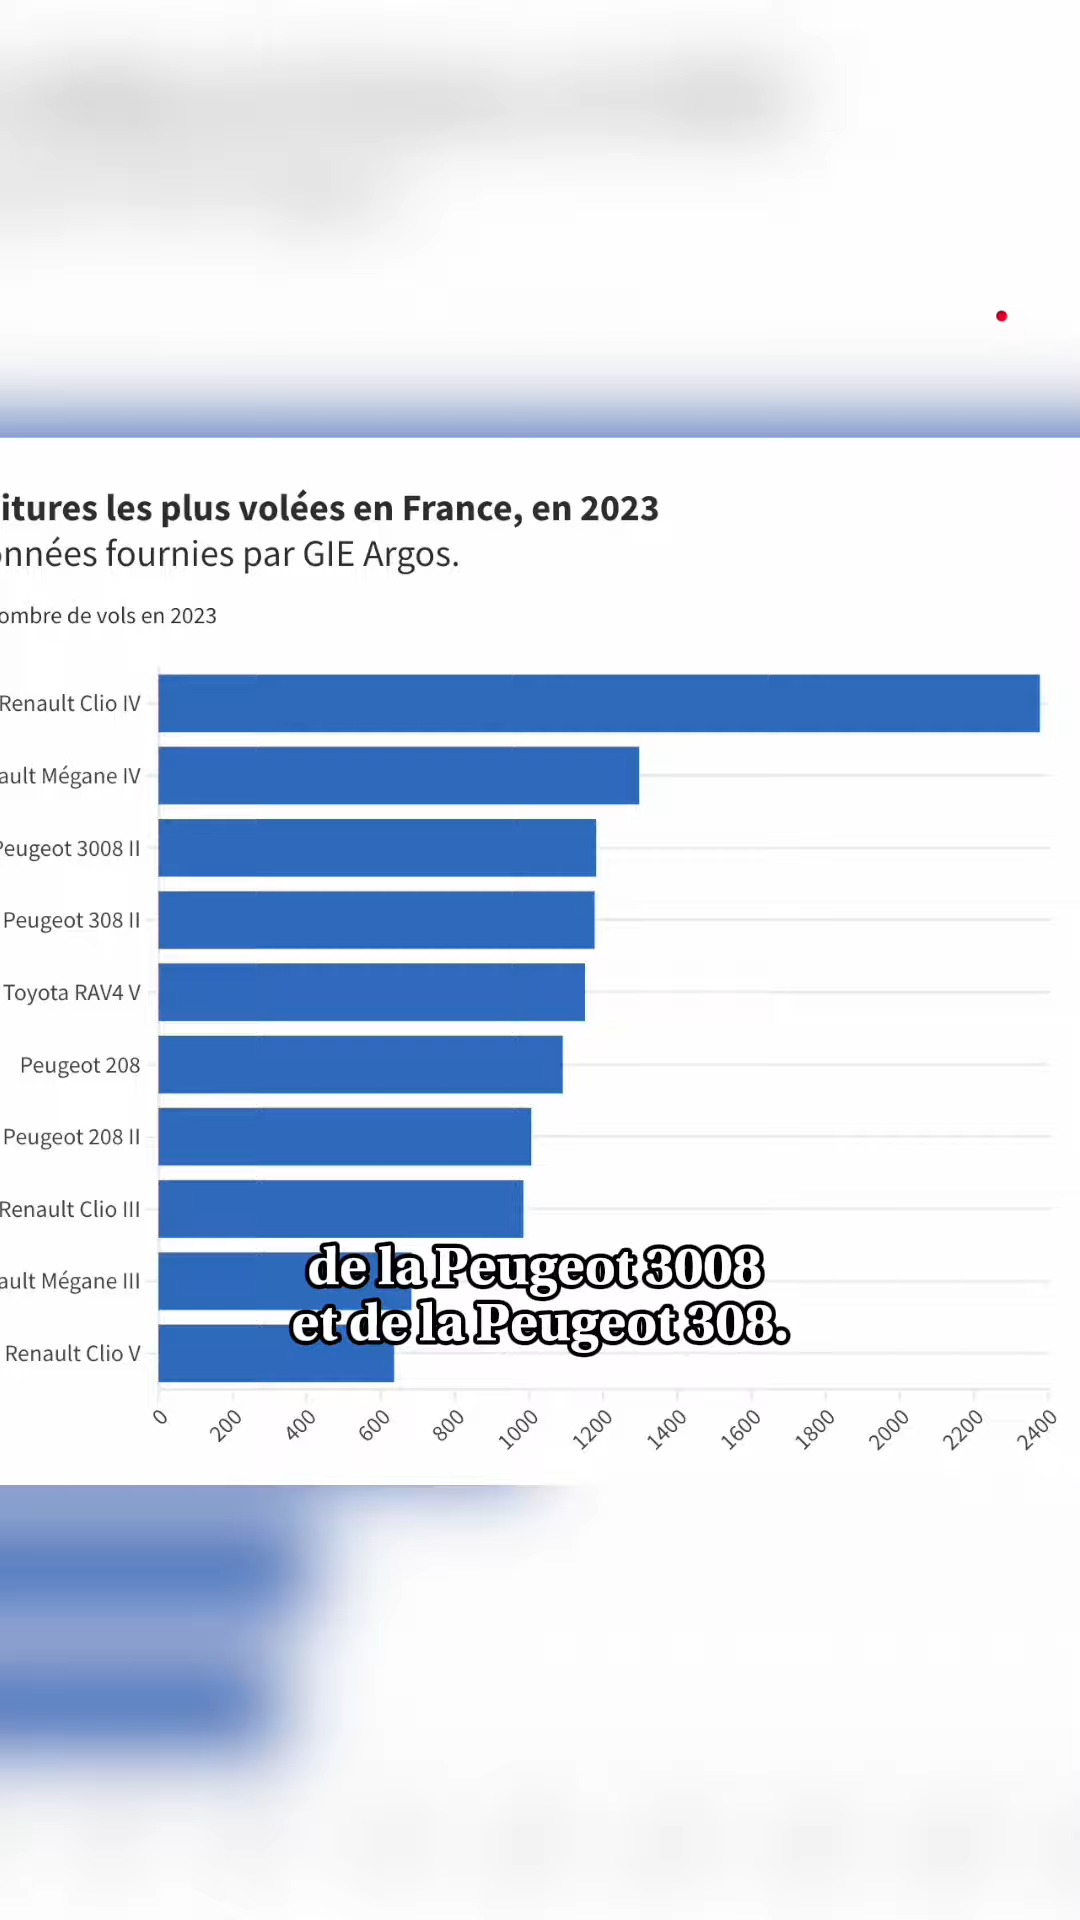 itures les plus volées en France, en 2023
onnées fournies par GIE Argos.
ombre de vols en 2023
Renault Clio IV
ault Mégane IV
Peugeot 3008 II
Peugeot 308 II
Toyota RAV4 V
Peugeot 208
Peugeot 208 II
Renault Clio III
ault Mégane III
Renault Clio V
de la Peugeot 3008
et de la Peugeot 308.
0 200 400 600 800 1000 1200 1400 1600 1800 2000 2200 2400